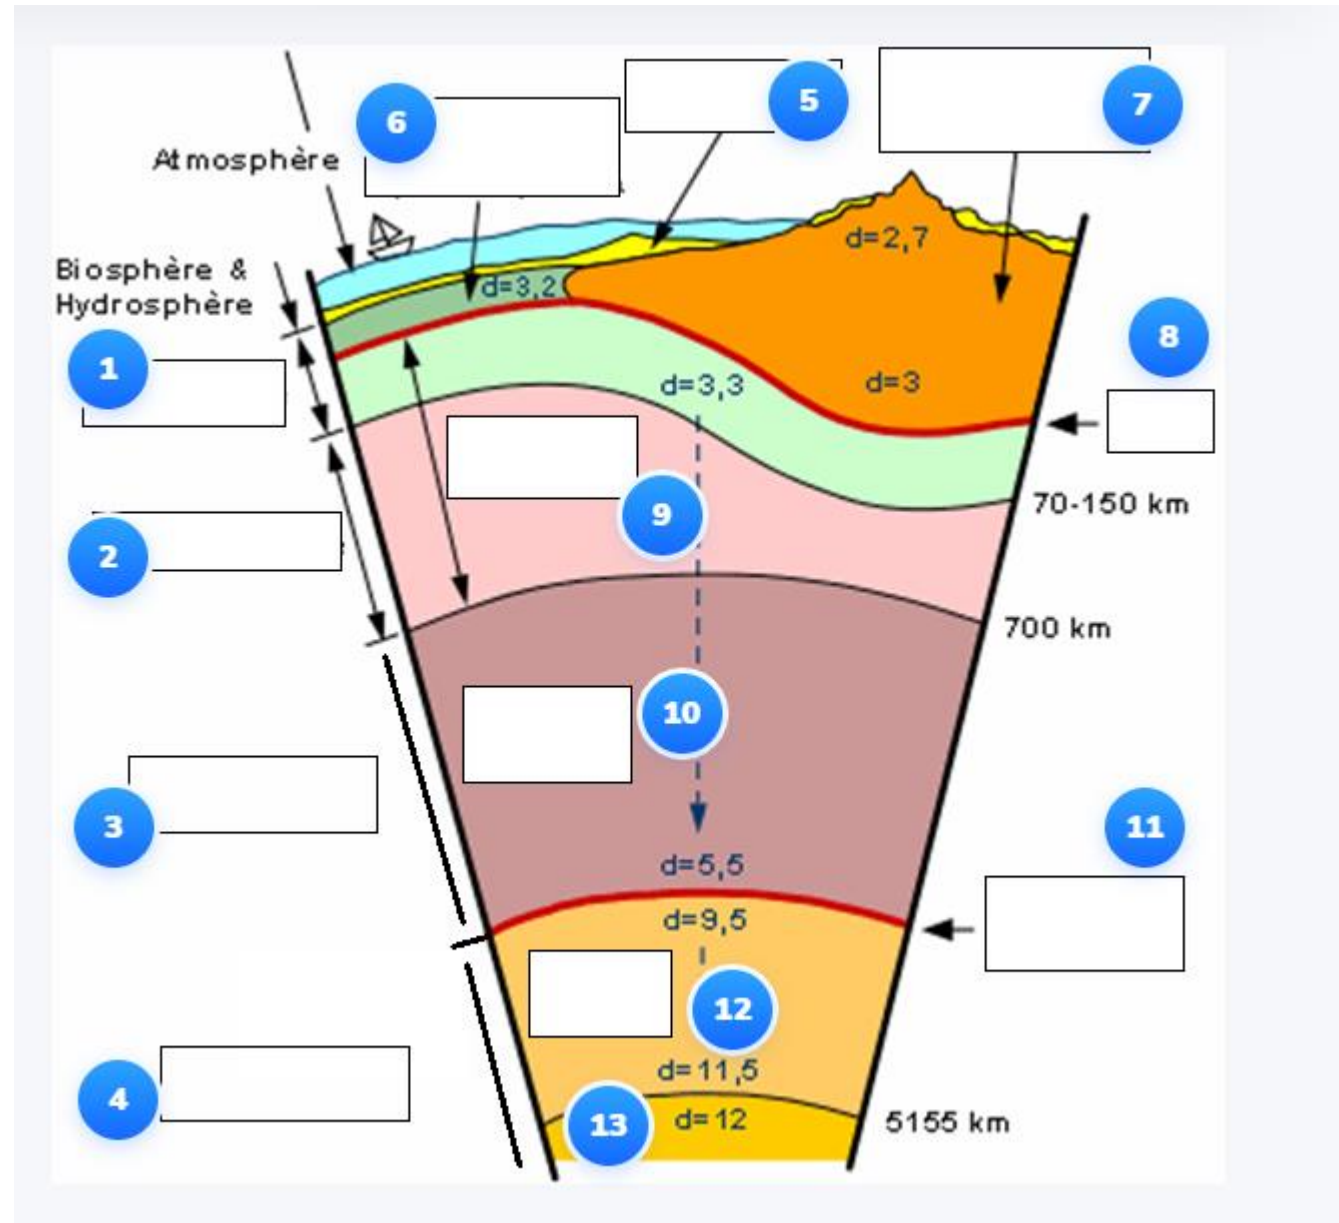 5
7
6
Atmosphère
d=2,7
Biosphère &
Hydrosphère
d=3,2
8
1
d=3,3
d=3
70-150 km
9
2
700 km
10
3
11
d=5,5
d=9,5
12
d=11,5
4
13
d=12
5155 km